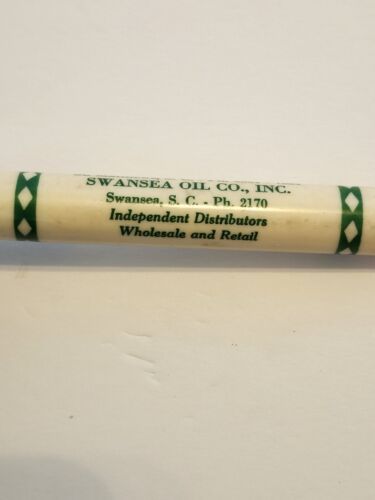 SWANSEA OIL CO., INC.
Swansea, S. C. - Ph. 2170
Independent Distributors
Wholesale and Retail